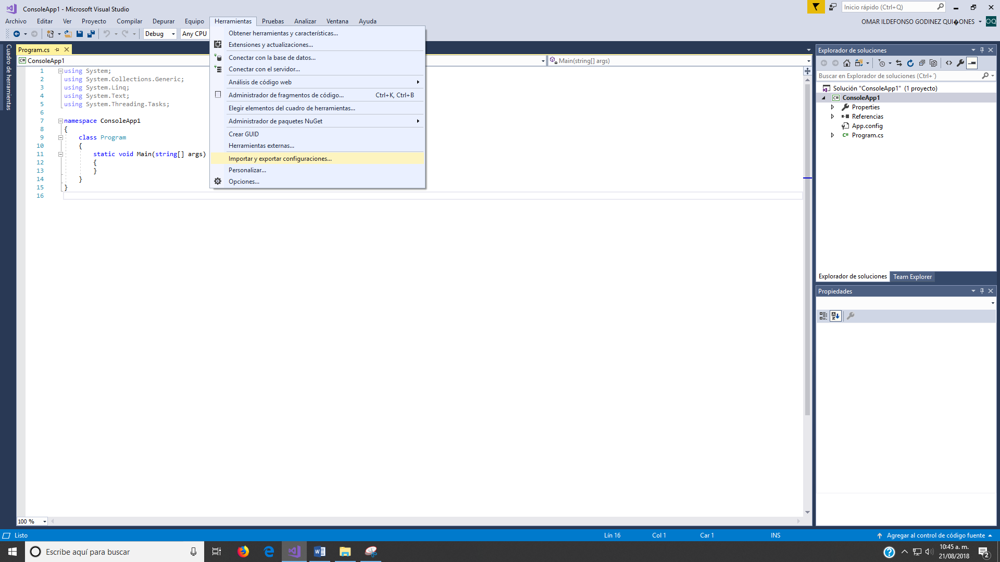 ConsoleApp1 - Microsoft Visual Studio
Inicio rápido (Ctrl+Q)
Archivo Editar Ver Proyecto Compilar Depurar Equipo Herramientas Pruebas Analizar Ventana Ayuda
OMAR ILDEFONSO GODINEZ QUI�ONES OQ
Debug Any CPU
Cuadro de herramientas
Program.cs
ConsoleApp1
Main(string[] args)
1 using System;
2 using System.Collections.Generic;
3 using System.Linq;
4 using System.Text;
5 using System.Threading.Tasks;
6
7 namespace ConsoleApp1
8 {
9 class Program
10 {
11 static void Main(string[] args)
12 {
13 }
14 }
15 }
16
Obtener herramientas y características...
Extensiones y actualizaciones...
Conectar con la base de datos...
Conectar con el servidor...
Análisis de código web
Administrador de fragmentos de código... Ctrl+K, Ctrl+B
Elegir elementos del cuadro de herramientas...
Administrador de paquetes NuGet
Crear GUID
Herramientas externas...
Importar y exportar configuraciones...
Personalizar...
Opciones...
Explorador de soluciones
Buscar en Explorador de soluciones (Ctrl+´)
Solución "ConsoleApp1" (1 proyecto)
C# ConsoleApp1
Properties
Referencias
App.config
C# Program.cs
Explorador de soluciones Team Explorer
Propiedades
100 %
Listo Lín 16 Col 1 Car 1 INS Agregar al control de código fuente
Escribe aquí para buscar
10:45 a. m.
21/08/2018
2